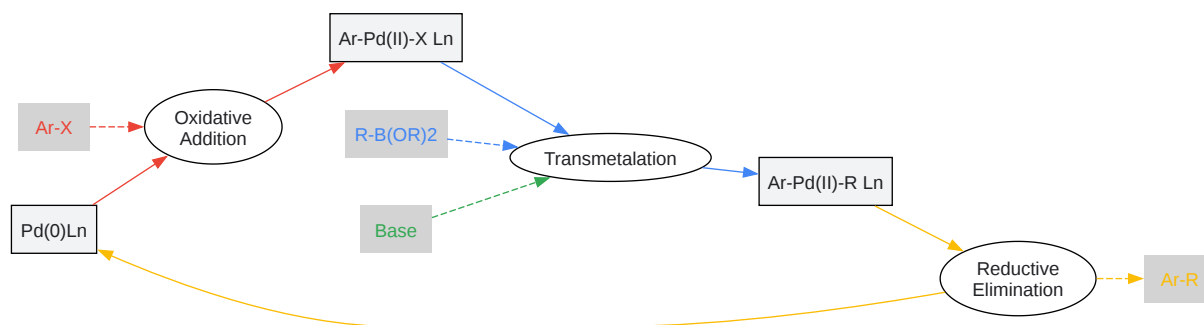 Ar-Pd(II)-X Ln
Oxidative
Addition
Ar-X
R-B(OR)2
Transmetalation
Ar-Pd(II)-R Ln
Pd(0)Ln
Base
Reductive
Elimination
Ar-R